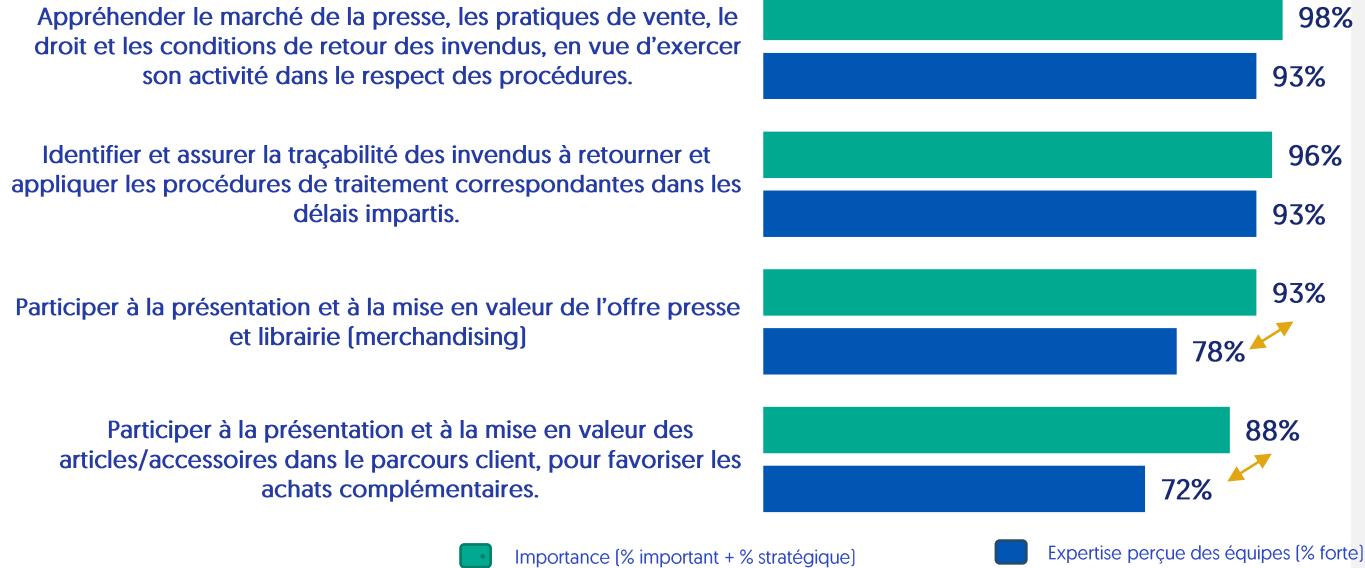 Appréhender le marché de la presse, les pratiques de vente, le
droit et les conditions de retour des invendus, en vue d’exercer
son activité dans le respect des procédures.
98%
93%
Identifier et assurer la traçabilité des invendus à retourner et
appliquer les procédures de traitement correspondantes dans les
délais impartis.
96%
93%
Participer à la présentation et à la mise en valeur de l’offre presse
et librairie (merchandising)
93%
78%
Participer à la présentation et à la mise en valeur des
articles/accessoires dans le parcours client, pour favoriser les
achats complémentaires.
88%
72%
Importance (% important + % stratégique)
Expertise perçue des équipes (% forte)